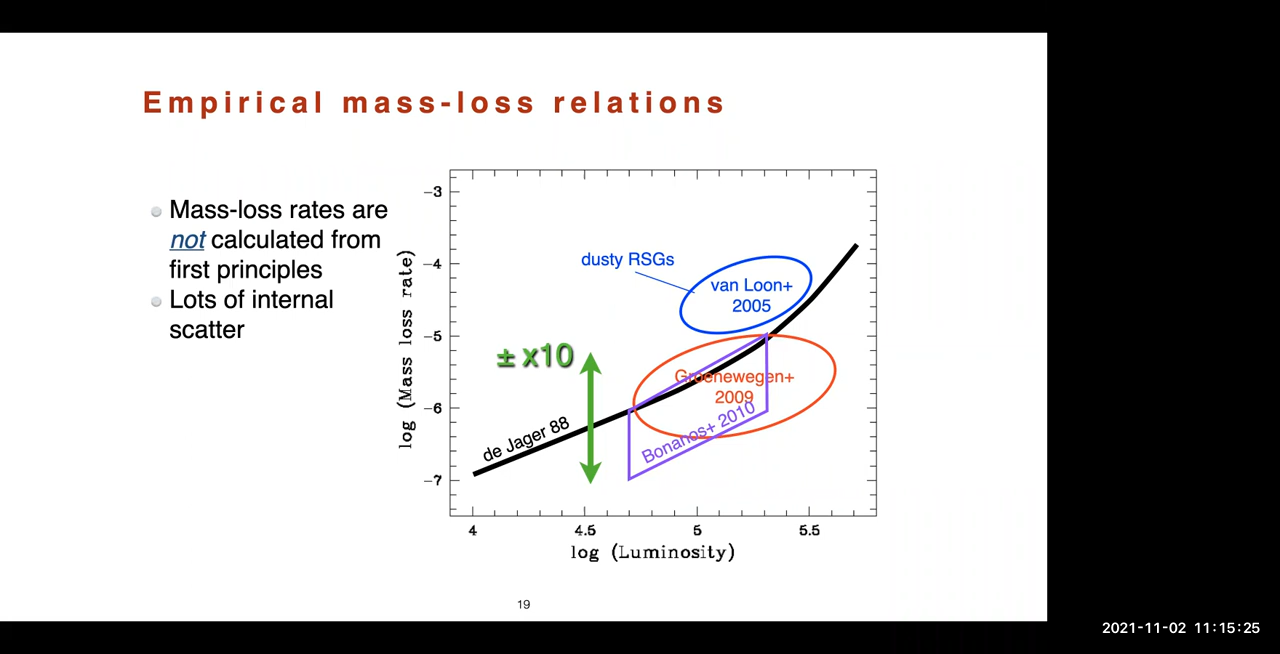 Empirical mass-loss relations
Mass-loss rates are
not calculated from
first principles
Lots of internal
scatter
log (Mass loss rate)
-3
-4
-5
-6
-7
dusty RSGs
van Loon+
2005
± x10
Groenewegen+
2009
Bonanos+ 2010
de Jager 88
4
4.5
5
5.5
log (Luminosity)
19
2021-11-02 11:15:25